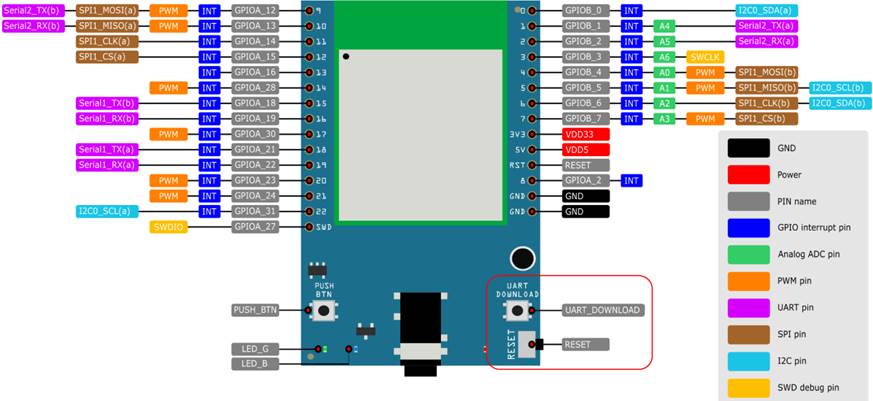 Serial2_TX(b) SPI1_MOSI(a) PWM INT GPIOA_12 9 0 GPIOB_0 INT I2C0_SDA(a)
Serial2_RX(b) SPI1_MISO(a) PWM INT GPIOA_13 10 1 GPIOB_1 INT A4 Serial2_TX(a)
SPI1_CLK(a) INT GPIOA_14 11 2 GPIOB_2 INT A5 Serial2_RX(a)
SPI1_CS(a) INT GPIOA_15 12 3 GPIOB_3 INT A6 SWCLK
INT GPIOA_16 13 4 GPIOB_4 INT A0 PWM SPI1_MOSI(b)
PWM INT GPIOA_28 14 5 GPIOB_5 INT A1 PWM SPI1_MISO(b) I2C0_SCL(b)
Serial1_TX(b) INT GPIOA_18 15 6 GPIOB_6 INT A2 SPI1_CLK(b) I2C0_SDA(b)
Serial1_RX(b) INT GPIOA_19 16 7 GPIOB_7 INT A3 PWM SPI1_CS(b)
PWM INT GPIOA_30 17 3V3 VDD33
Serial1_TX(a) INT GPIOA_21 18 5V VDD5
Serial1_RX(a) INT GPIOA_22 19 RST RESET
PWM INT GPIOA_23 20 8 GPIOA_2 INT
PWM INT GPIOA_24 21 GND GND
I2C0_SCL(a) INT GPIOA_31 22 GND GND
SWDIO GPIOA_27 SWD
PUSH
BTN
UART
DOWNLOAD
PUSH_BTN
UART_DOWNLOAD
RESET
RESET
LED_G
LED_B
GND
Power
PIN name
GPIO interrupt pin
Analog ADC pin
PWM pin
UART pin
SPI pin
I2C pin
SWD debug pin